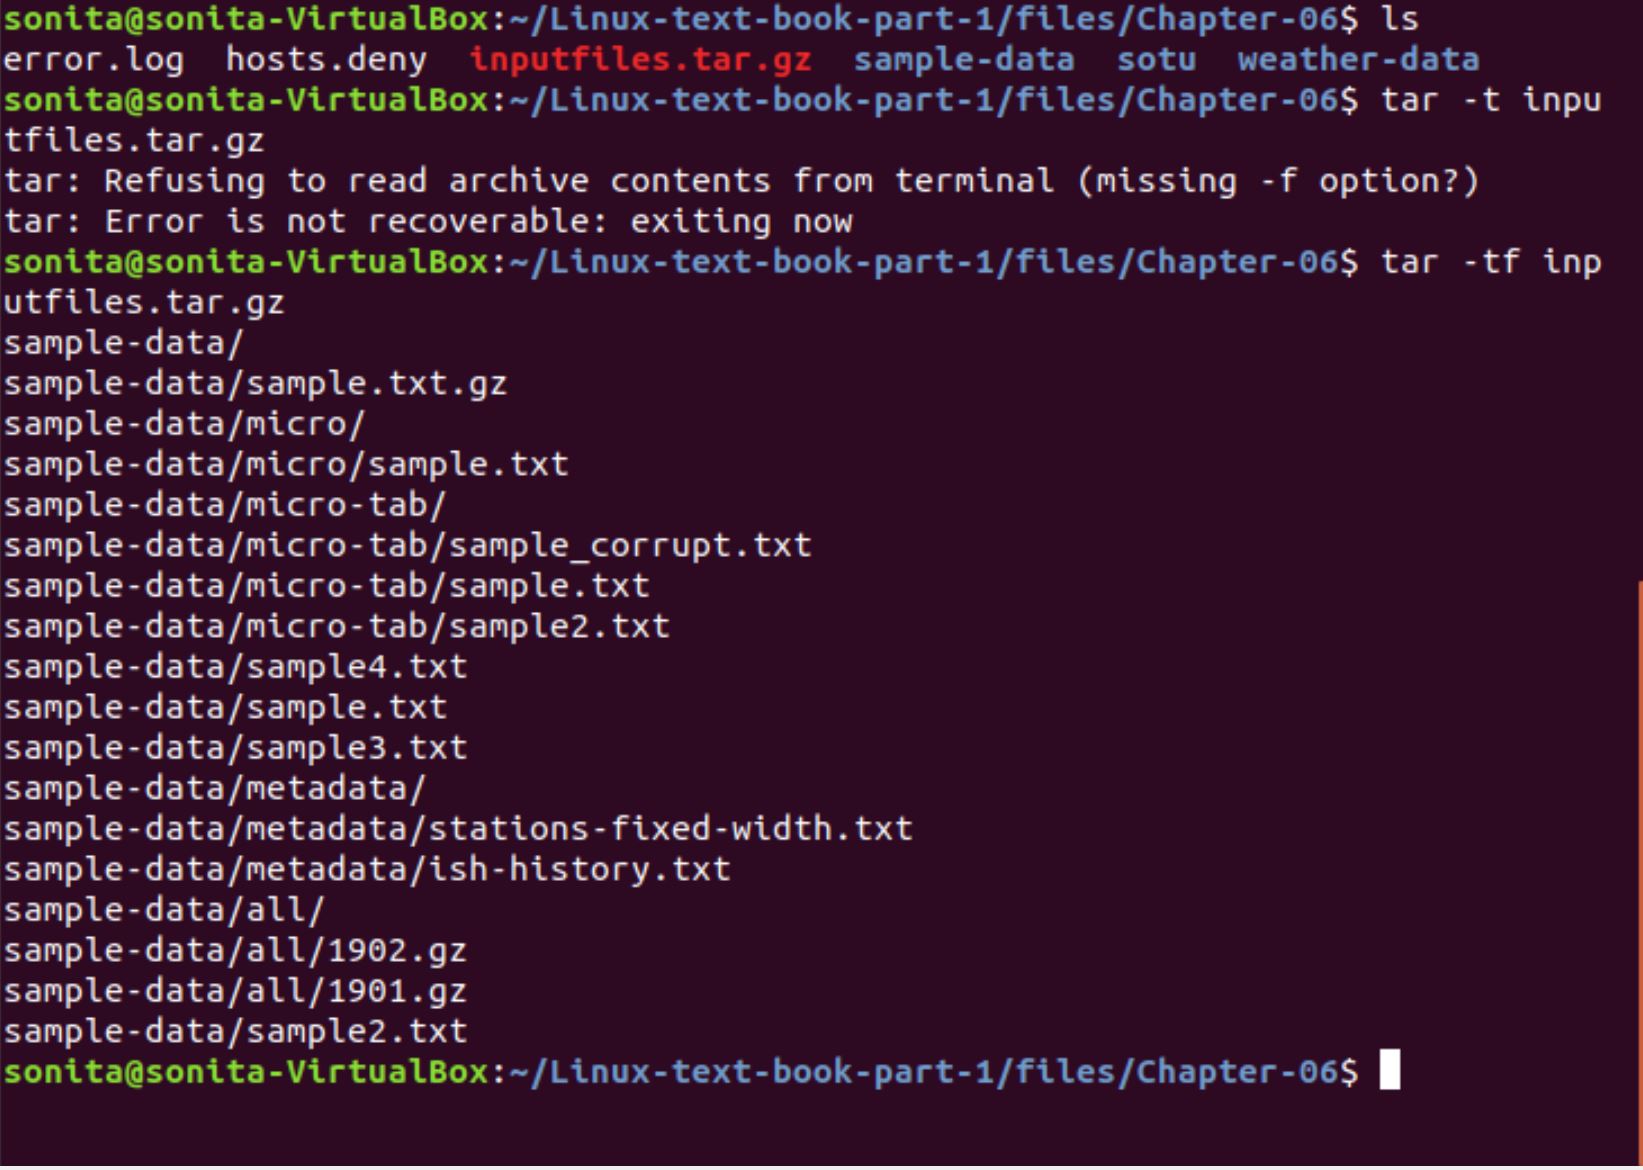 sonita@sonita-VirtualBox:~/Linux-text-book-part-1/files/Chapter-06$ ls
error.log  hosts.deny  inputfiles.tar.gz  sample-data  sotu  weather-data
sonita@sonita-VirtualBox:~/Linux-text-book-part-1/files/Chapter-06$ tar -t inpu
tfiles.tar.gz
tar: Refusing to read archive contents from terminal (missing -f option?)
tar: Error is not recoverable: exiting now
sonita@sonita-VirtualBox:~/Linux-text-book-part-1/files/Chapter-06$ tar -tf inp
utfiles.tar.gz
sample-data/
sample-data/sample.txt.gz
sample-data/micro/
sample-data/micro/sample.txt
sample-data/micro-tab/
sample-data/micro-tab/sample_corrupt.txt
sample-data/micro-tab/sample.txt
sample-data/micro-tab/sample2.txt
sample-data/sample4.txt
sample-data/sample.txt
sample-data/sample3.txt
sample-data/metadata/
sample-data/metadata/stations-fixed-width.txt
sample-data/metadata/ish-history.txt
sample-data/all/
sample-data/all/1902.gz
sample-data/all/1901.gz
sample-data/sample2.txt
sonita@sonita-VirtualBox:~/Linux-text-book-part-1/files/Chapter-06$